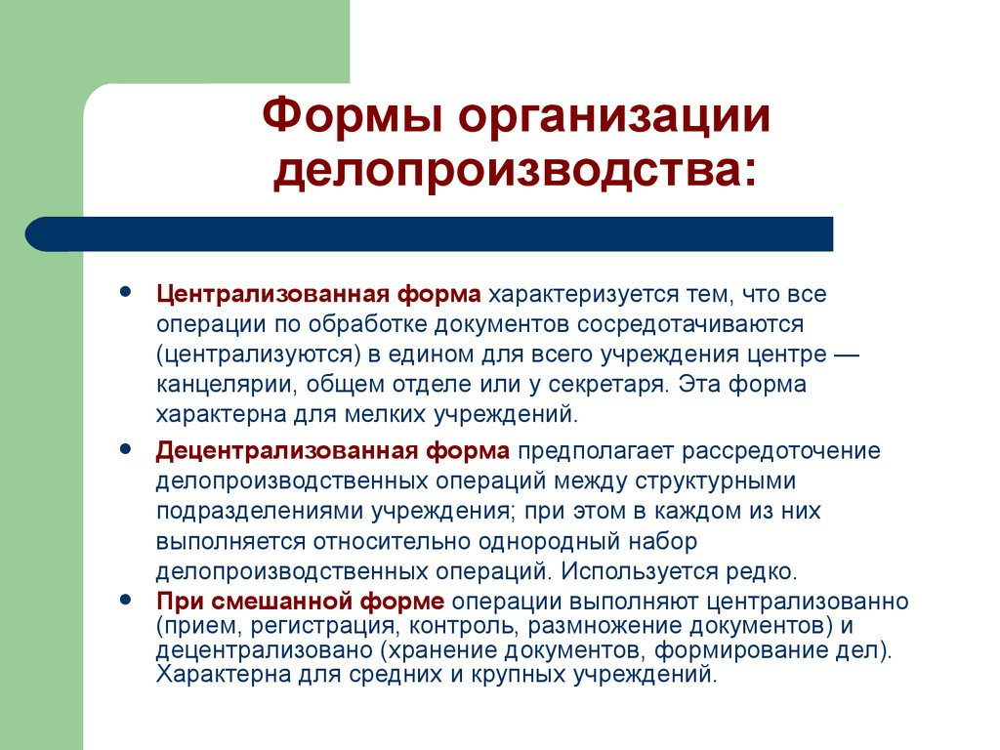 Формы организации
делопроизводства:
Централизованная форма характеризуется тем, что все
операции по обработке документов сосредотачиваются
(централизуются) в едином для всего учреждения центре —
канцелярии, общем отделе или у секретаря. Эта форма
характерна для мелких учреждений.
Децентрализованная форма предполагает рассредоточение
делопроизводственных операций между структурными
подразделениями учреждения; при этом в каждом из них
выполняется относительно однородный набор
делопроизводственных операций. Используется редко.
При смешанной форме операции выполняют централизованно
(прием, регистрация, контроль, размножение документов) и
децентрализовано (хранение документов, формирование дел).
Характерна для средних и крупных учреждений.